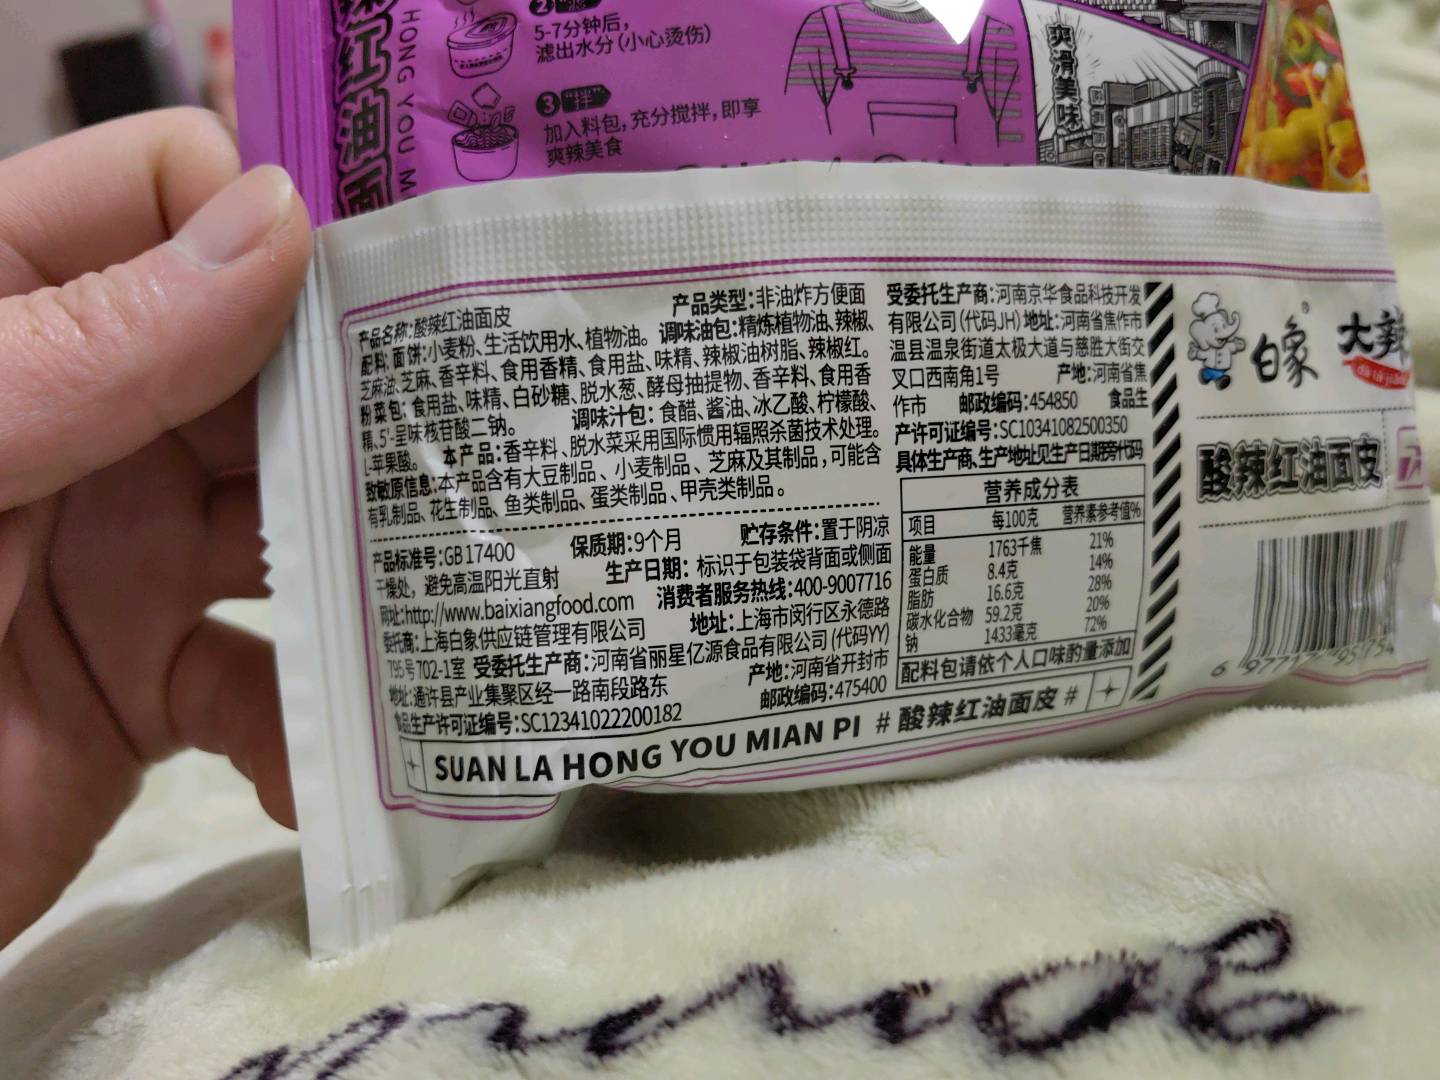 辣红油面
HONG YOU M
5-7分钟后,
滤出水分(小心烫伤)
3 "拌"
加入料包,充分搅拌,即享
爽辣美食
爽滑美味
产品名称:酸辣红油面皮 产品类型:非油炸方便面
配料:面饼:小麦粉、生活饮用水、植物油。调味油包:精炼植物油、辣椒、
芝麻油、芝麻、香辛料、食用香精、食用盐、味精、辣椒油树脂、辣椒红。
粉菜包:食用盐、味精、白砂糖、脱水葱、酵母抽提物、香辛料、食用香
精、5'-呈味核苷酸二钠。 调味汁包:食醋、酱油、冰乙酸、柠檬酸、
L-苹果酸。 本产品:香辛料、脱水菜采用国际惯用辐照杀菌技术处理。
致敏原信息:本产品含有大豆制品、小麦制品、芝麻及其制品,可能含
有乳制品、花生制品、鱼类制品、蛋类制品、甲壳类制品。
产品标准号:GB17400 保质期:9个月 贮存条件:置于阴凉
干燥处，避免高温阳光直射 生产日期:标识于包装袋背面或侧面
网址:http://www.baixiangfood.com 消费者服务热线:400-9007716
委托商:上海白象供应链管理有限公司 地址:上海市闵行区永德路
795号702-1室 受委托生产商:河南省丽星亿源食品有限公司(代码YY)
地址:通许县产业集聚区经一路南段路东 产地:河南省开封市
食品生产许可证编号:SC12341022200182 邮政编码:475400
SUAN LA HONG YOU MIAN PI #酸辣红油面皮#
受委托生产商:河南京华食品科技开发
有限公司(代码JH)地址:河南省焦作市
温县温泉街道太极大道与慈胜大街交
叉口西南角1号 产地:河南省焦
作市 邮政编码:454850 食品生
产许可证编号:SC10341082500350
具体生产商、生产地址见生产日期旁代码
营养成分表
项目 每100克 营养素参考值%
能量 1763千焦 21%
蛋白质 8.4克 14%
脂肪 16.6克 28%
碳水化合物 59.2克 20%
钠 1433毫克 72%
配料包请依个人口味酌量添加
白象
大辣
酸辣红油面皮